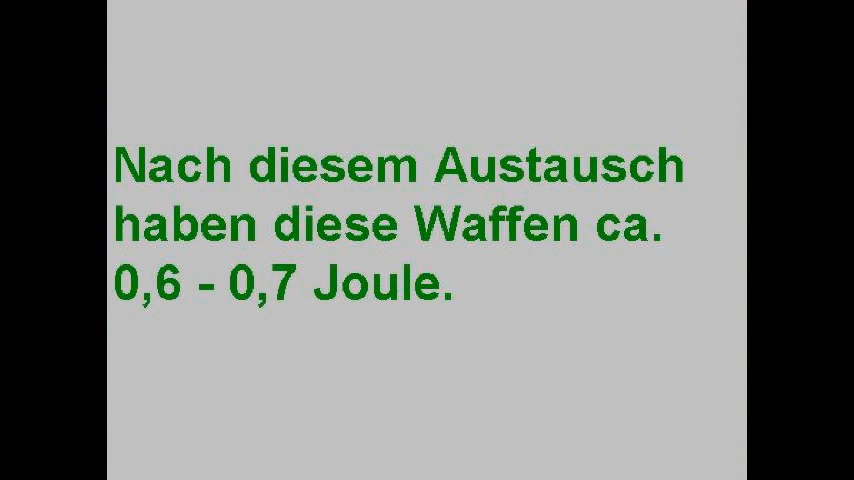 Nach diesem Austausch
haben diese Waffen ca.
0,6 - 0,7 Joule.